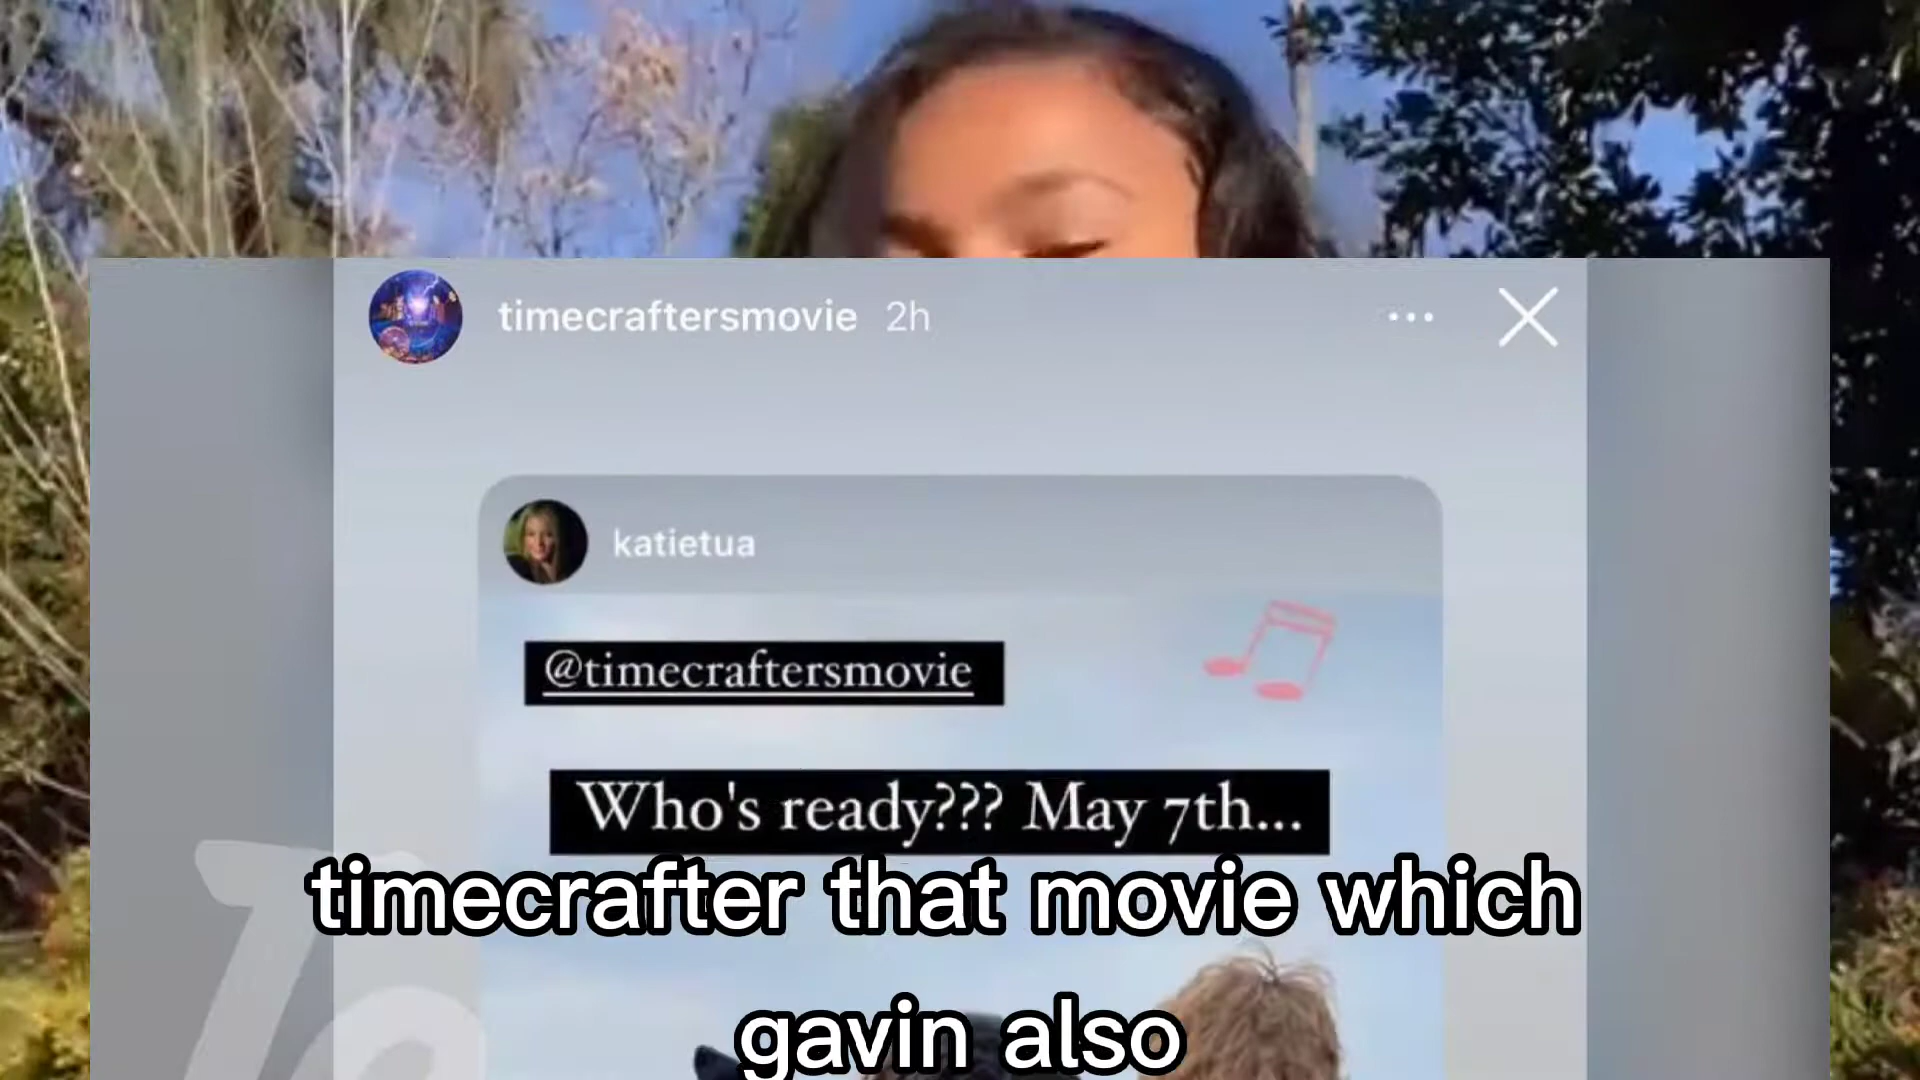 timecraftersmovie 2h
katietua
@timecraftersmovie
Who's ready??? May 7th...
timecrafter that movie which
gavin also